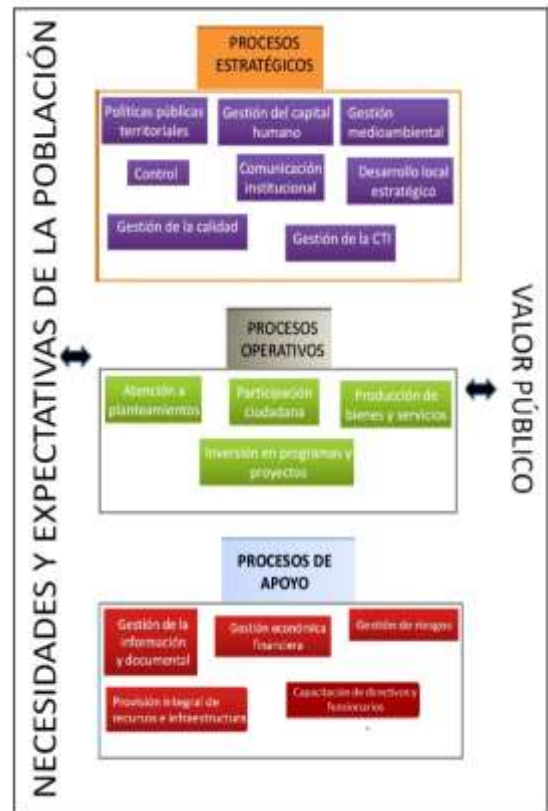 NECESIDADES Y EXPECTATIVAS DE LA POBLACIÓN
PROCESOS
ESTRATÉGICOS
Políticas públicas
territoriales
Gestión del capital
humano
Gestión
medioambiental
Control
Comunicación
institucional
Desarrollo local
estratégico
Gestión de la calidad
Gestión de la CTI
PROCESOS
OPERATIVOS
Atención a
planteamientos
Participación
ciudadana
Producción de
bienes y servicios
Inversión en programas y
proyectos
PROCESOS DE
APOYO
Gestión de la
información
y documental
Gestión económica
financiera
Gestión de riesgos
Provisión integral de
recursos e infraestructura
Capacitación de directivos y
funcionarios
VALOR PÚBLICO